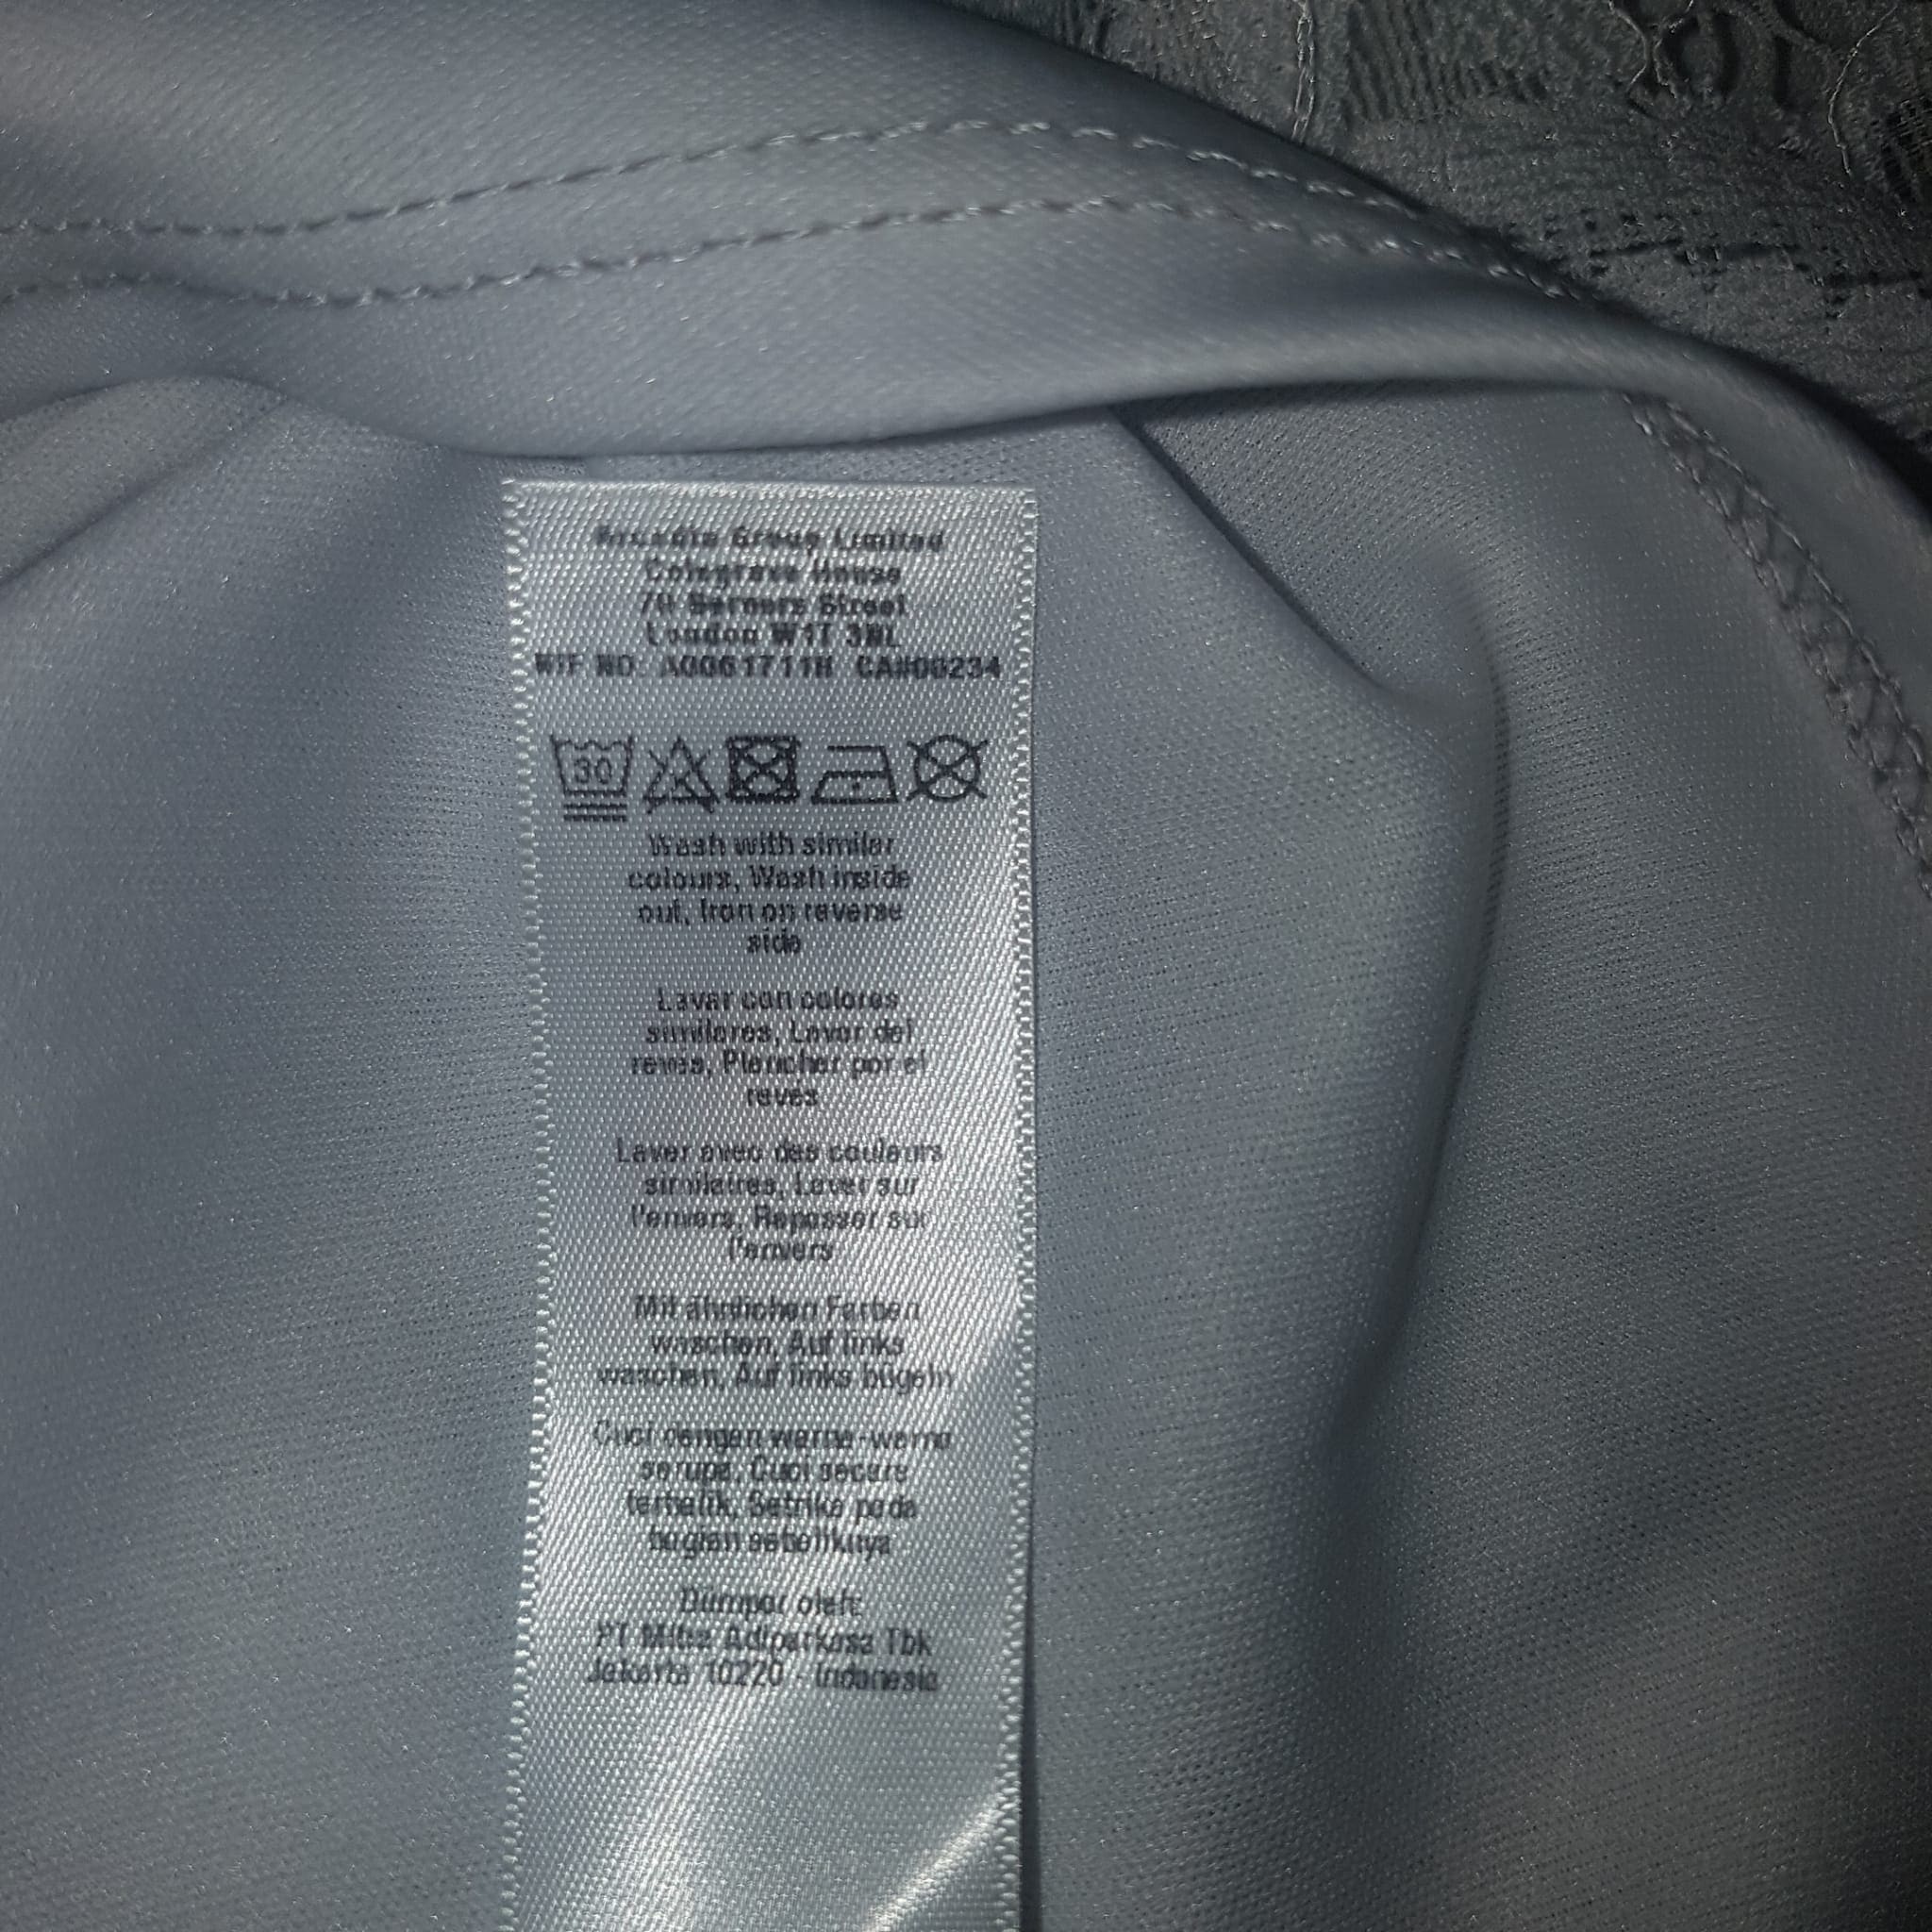 Arcadia Group Limited
Colegrave House
70 Berners Street
London W1T 3NL
WTF NO A0061711H CA#00234
30
Wash with similar
colours, Wash inside
out, Iron on reverse
side
Lavar con colores
similares, Lavar del
reves, Planchar por el
reves
Laver avec des couleurs
similaires, Laver sur
l'envers, Repasser sur
l'envers
Mit ähnlichen Farben
waschen, Auf links
waschen, Auf links bügeln
Cuci dengan warna-warna
serupa, Cuci secara
terbalik, Setrika pada
bagian sebaliknya
Diimpor oleh:
PT Mitra Adiperkasa Tbk
Jakarta 10220 - Indonesia